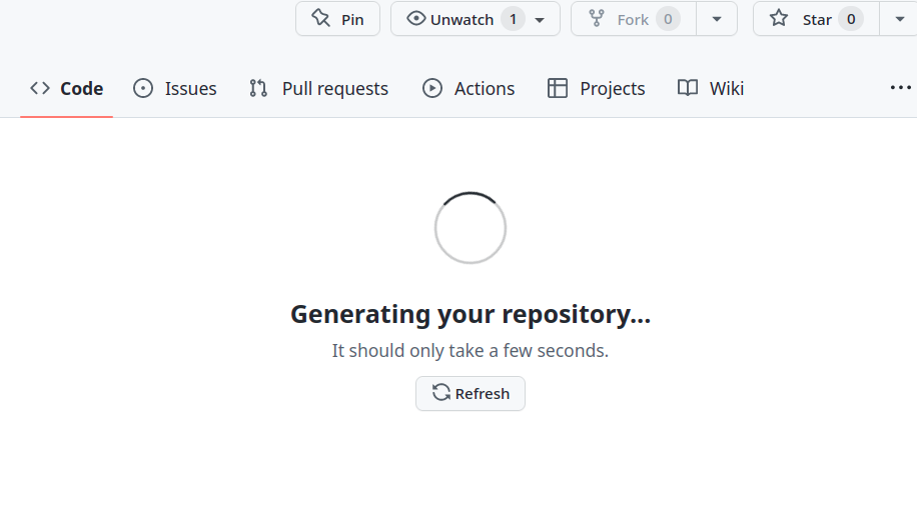 Pin Unwatch 1 Fork 0 Star 0
Code Issues Pull requests Actions Projects Wiki ...
Generating your repository...
It should only take a few seconds.
Refresh